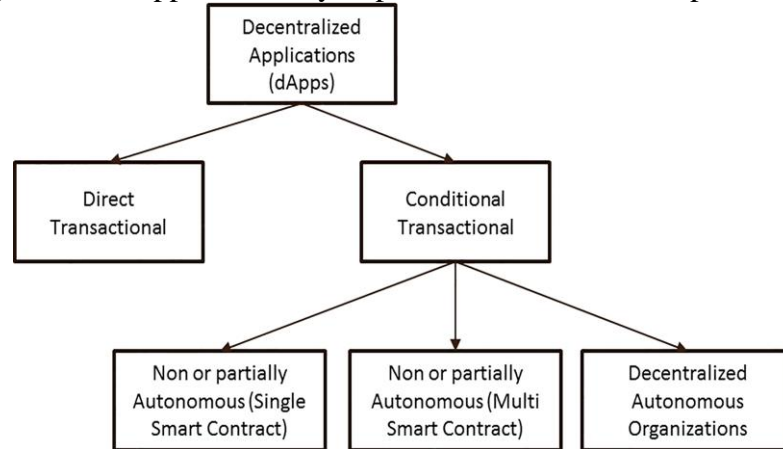 Decentralized
Applications
(dApps)
Direct
Transactional
Conditional
Transactional
Non or partially
Autonomous (Single
Smart Contract)
Non or partially
Autonomous (Multi
Smart Contract)
Decentralized
Autonomous
Organizations